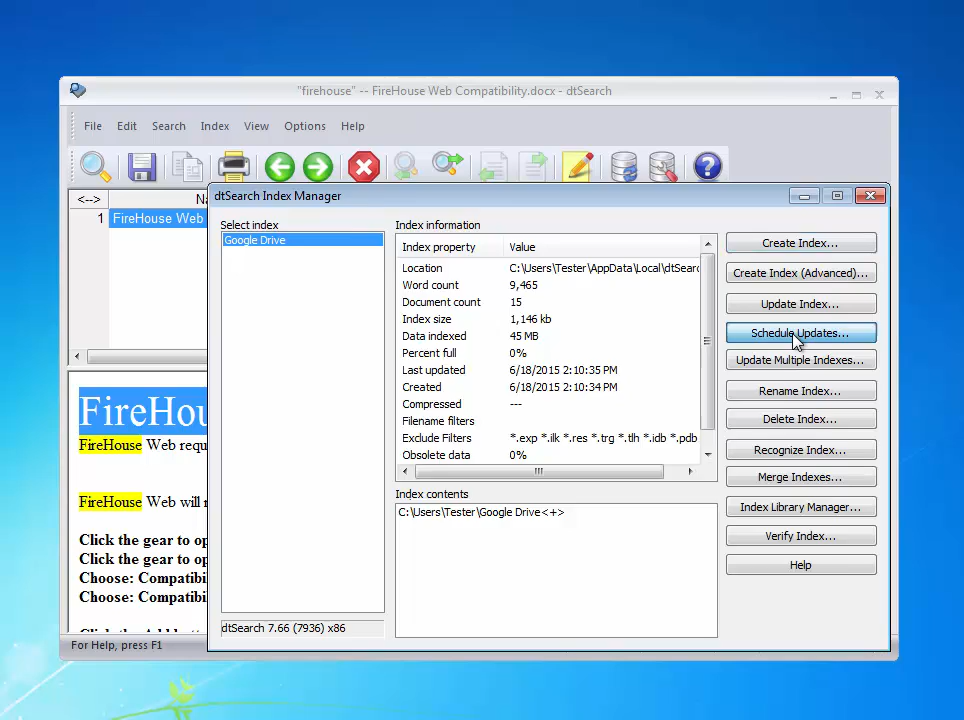 "firehouse" -- FireHouse Web Compatibility.docx - dtSearch
File Edit Search Index View Options Help
<-->
1 FireHouse Web
FireHou
FireHouse Web requ
FireHouse Web will r
Click the gear to op
Click the gear to op
Choose: Compatibi
Choose: Compatibi
For Help, press F1
dtSearch Index Manager
Select index
Google Drive
dtSearch 7.66 (7936) x86
Index information
Index property Value
Location C:\Users\Tester\AppData\Local\dtSearc
Word count 9,465
Document count 15
Index size 1,146 kb
Data indexed 45 MB
Percent full 0%
Last updated 6/18/2015 2:10:35 PM
Created 6/18/2015 2:10:34 PM
Compressed ---
Filename filters
Exclude Filters *.exp *.ilk *.res *.trg *.tlh *.idb *.pdb
Obsolete data 0%
Index contents
C:\Users\Tester\Google Drive<+>
Create Index...
Create Index (Advanced)...
Update Index...
Schedule Updates...
Update Multiple Indexes...
Rename Index...
Delete Index...
Recognize Index...
Merge Indexes...
Index Library Manager...
Verify Index...
Help